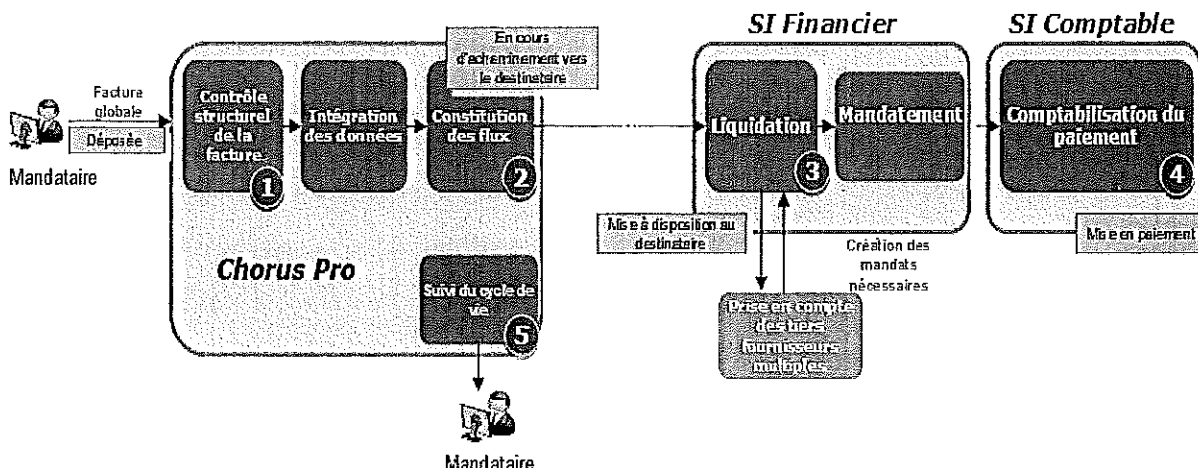 SI Financier
SI Comptable
En cours
d'acheminement vers
le destinataire
Facture
globale
Déposée
Mandataire
Contrôle
structurel
de la
facture
1
Intégration
des données
Constitution
des flux
2
Liquidation
3
Mandatement
Comptabilisation du
paiement
4
Mise à disposition au
destinataire
Création des
mandats
nécessaires
Mise en paiement
Chorus Pro
Suivi du cycle de
vie
5
Prise en compte
des tiers
fournisseurs
multiples
Mandataire